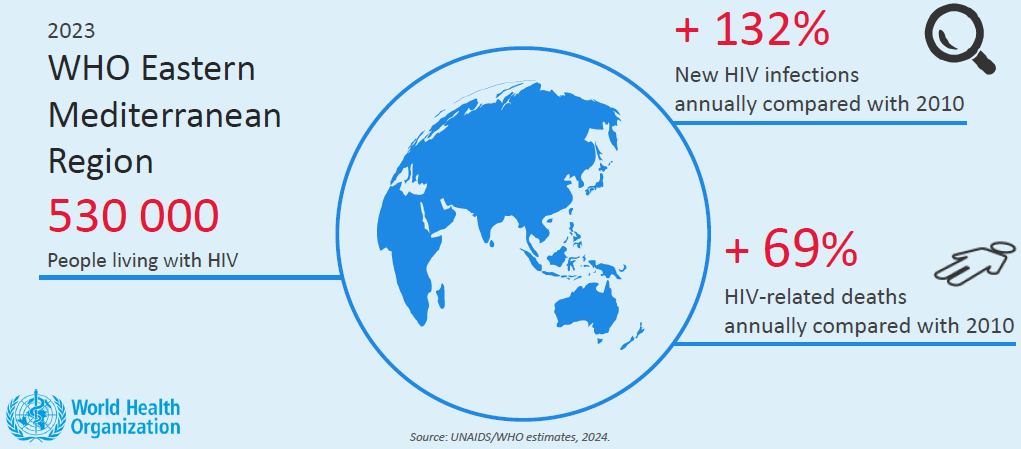 2023
WHO Eastern
Mediterranean
Region
530 000
People living with HIV
+ 132%
New HIV infections
annually compared with 2010
+ 69%
HIV-related deaths
annually compared with 2010
World Health
Organization
Source: UNAIDS/WHO estimates, 2024.